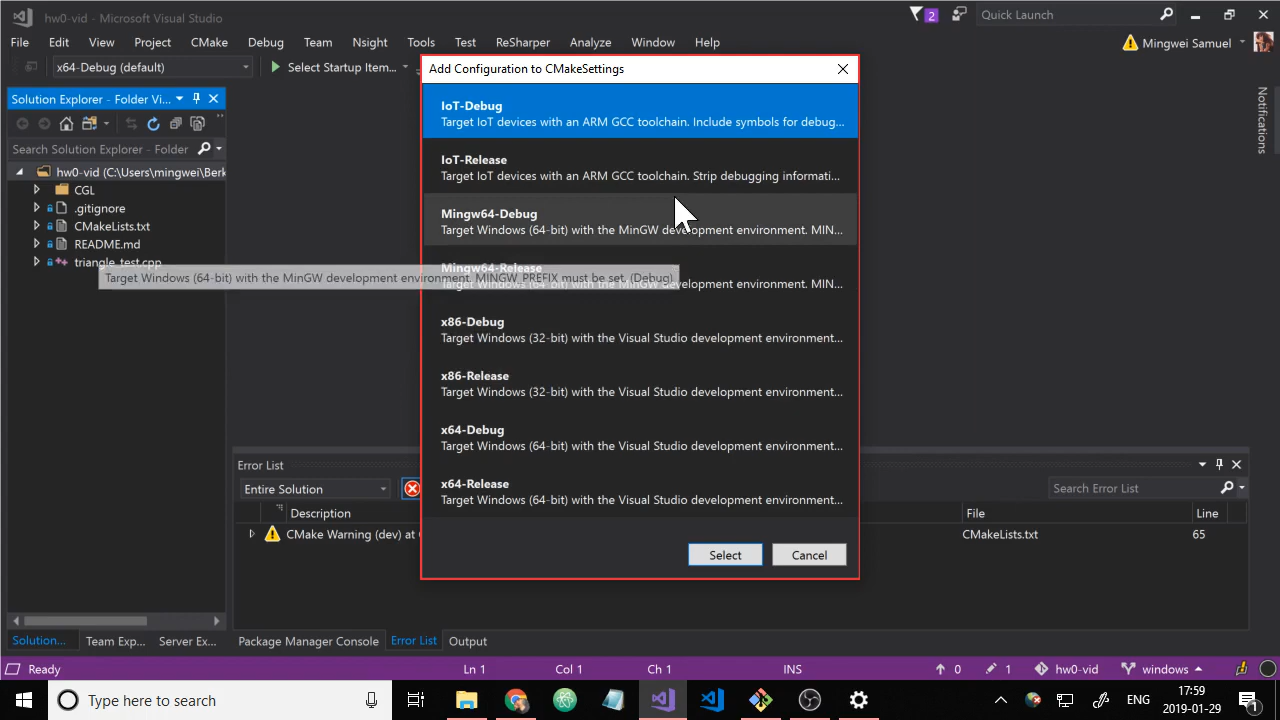 hw0-vid - Microsoft Visual Studio
2
Quick Launch
File Edit View Project CMake Debug Team Nsight Tools Test ReSharper Analyze Window Help
Mingwei Samuel
x64-Debug (default)
Select Startup Item...
Add Configuration to CMakeSettings
IoT-Debug
Target IoT devices with an ARM GCC toolchain. Include symbols for debug...
IoT-Release
Target IoT devices with an ARM GCC toolchain. Strip debugging informati...
Mingw64-Debug
Target Windows (64-bit) with the MinGW development environment. MIN...
Mingw64-Release
Target Windows (64-bit) with the MinGW development environment. MIN...
Target Windows (64-bit) with the MinGW development environment. MINGW_PREFIX must be set. (Debug)
x86-Debug
Target Windows (32-bit) with the Visual Studio development environment...
x86-Release
Target Windows (32-bit) with the Visual Studio development environment...
x64-Debug
Target Windows (64-bit) with the Visual Studio development environment...
x64-Release
Target Windows (64-bit) with the Visual Studio development environment...
Select
Cancel
Solution Explorer - Folder Vi...
Search Solution Explorer - Folder
hw0-vid (C:\Users\mingwei\Berk
CGL
.gitignore
CMakeLists.txt
README.md
triangle_test.cpp
Notifications
Error List
Entire Solution
Search Error List
Description
File
Line
CMake Warning (dev) at C
CMakeLists.txt
65
Solution...
Team Exp...
Server Ex...
Package Manager Console
Error List
Output
Ready
Ln 1
Col 1
Ch 1
INS
0
1
hw0-vid
windows
Type here to search
ENG
17:59
2019-01-29
1